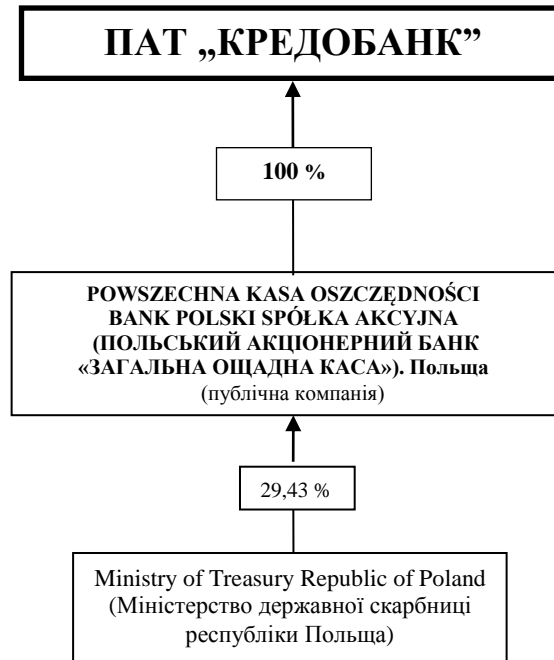 ПАТ „КРЕДОБАНК”
100 %
POWSZECHNA KASA OSZCZĘDNOŚCI
BANK POLSKI SPÓŁKA AKCYJNA
(ПОЛЬСЬКИЙ АКЦІОНЕРНИЙ БАНК
«ЗАГАЛЬНА ОЩАДНА КАСА»). Польща
(публічна компанія)
29,43 %
Ministry of Treasury Republic of Poland
(Міністерство державної скарбниці
республіки Польща)